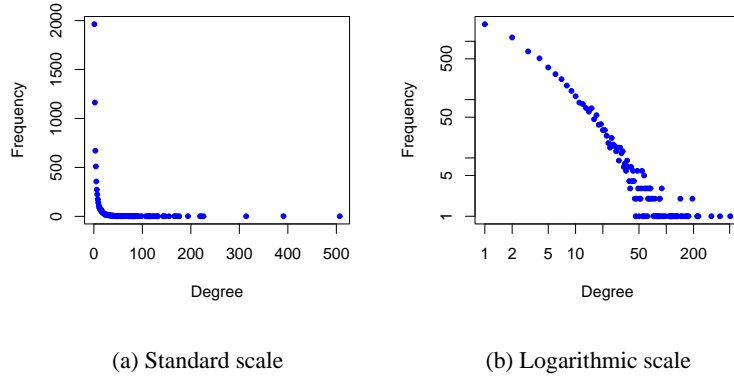 2000
1500
1000
500
0
Frequency
0 100 200 300 400 500
Degree
(a) Standard scale
500
50
5
1
Frequency
1 2 5 10 50 200
Degree
(b) Logarithmic scale